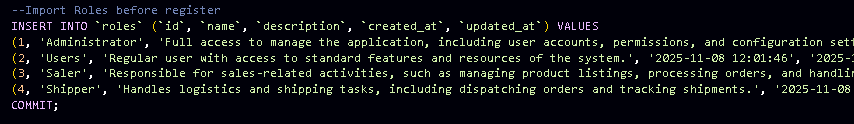 --Import Roles before register
INSERT INTO `roles` (`id`, `name`, `description`, `created_at`, `updated_at`) VALUES
(1, 'Administrator', 'Full access to manage the application, including user accounts, permissions, and configuration sett
(2, 'Users', 'Regular user with access to standard features and resources of the system.', '2025-11-08 12:01:46', '2025-1
(3, 'Saler', 'Responsible for sales-related activities, such as managing product listings, processing orders, and handlin
(4, 'Shipper', 'Handles logistics and shipping tasks, including dispatching orders and tracking shipments.', '2025-11-08
COMMIT;